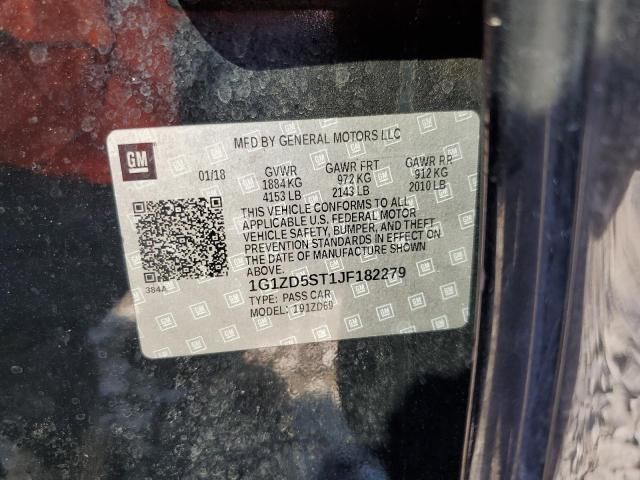 MFD BY GENERAL MOTORS LLC
GM
01/18 GVWR GAWR FRT GAWR RR
1884 KG 972 KG 912 KG
4153 LB 2143 LB 2010 LB
THIS VEHICLE CONFORMS TO ALL
APPLICABLE U.S. FEDERAL MOTOR
VEHICLE SAFETY, BUMPER, AND THEFT
PREVENTION STANDARDS IN EFFECT ON
THE DATE OF MANUFACTURE SHOWN
ABOVE.
384A
1G1ZD5ST1JF182279
TYPE: PASS CAR
MODEL: 191ZD69